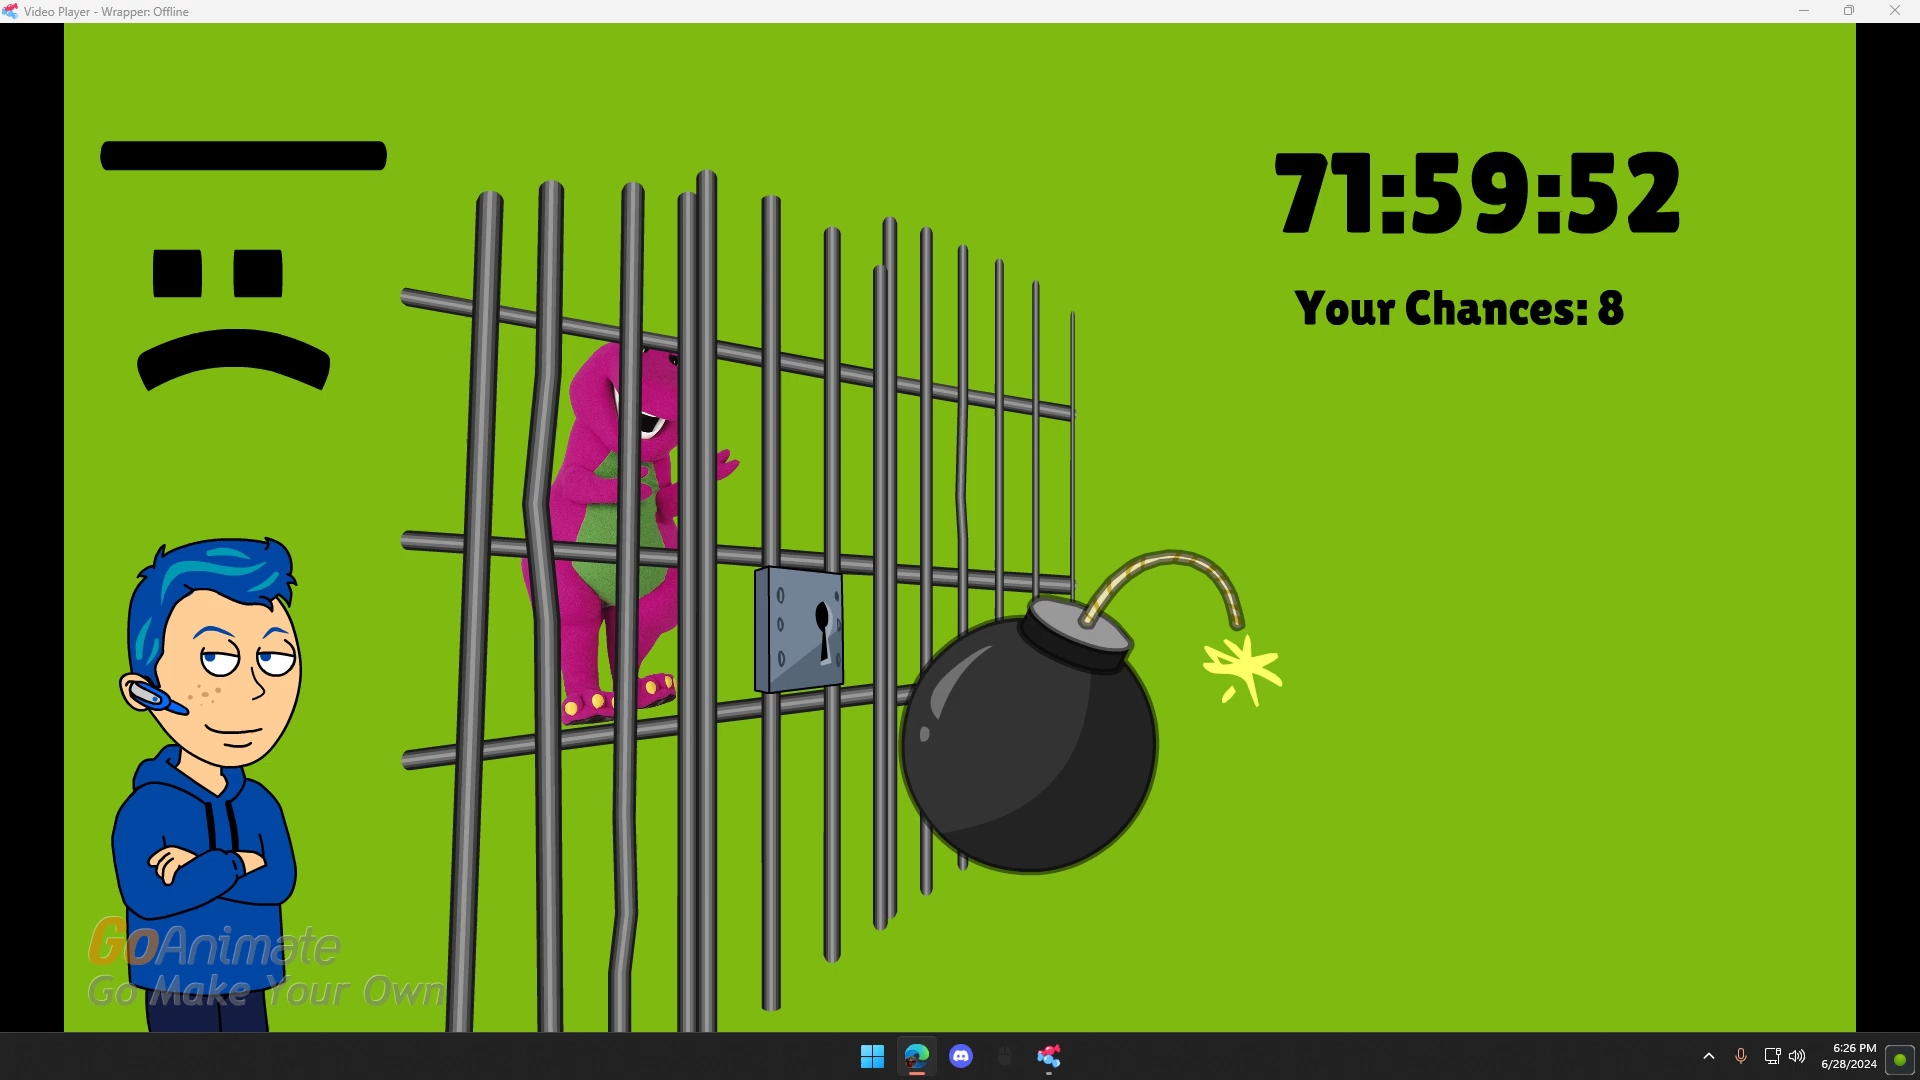 Video Player - Wrapper: Offline
71:59:52
Your Chances: 8
GoAnimate
Go Make Your Own
6:26 PM
6/28/2024